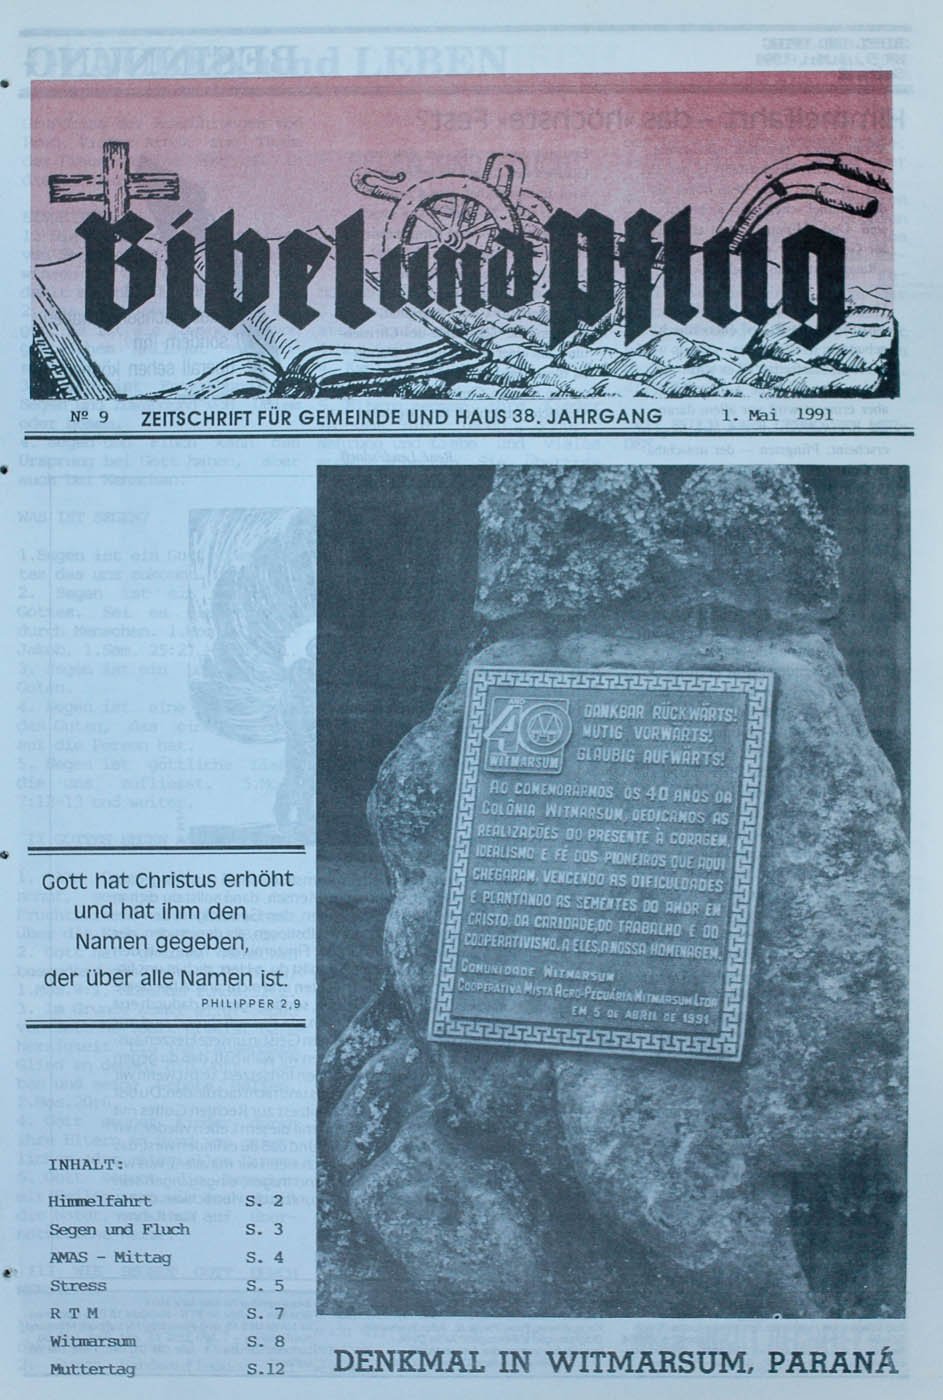 Bibel und Pflug
Nº 9 ZEITSCHRIFT FÜR GEMEINDE UND HAUS 38. JAHRGANG 1. Mai 1991
ANO
40
WITMARSUM
DANKBAR RÜCKWÄRTS!
MUTIG VORWÄRTS!
GLÄUBIG AUFWÄRTS!
AO COMEMORARMOS OS 40 ANOS DA
COLÔNIA WITMARSUM, DEDICAMOS AS
REALIZAÇÕES DO PRESENTE À CORAGEM,
IDEALISMO E FÉ DOS PIONEIROS QUE AQUI
CHEGARAM, VENCENDO AS DIFICULDADES
E PLANTANDO AS SEMENTES DO AMOR EM
CRISTO, DA CARIDADE, DO TRABALHO E DO
COOPERATIVISMO. A ELES, A NOSSA HOMENAGEM.
COMUNIDADE WITMARSUM
COOPERATIVA MISTA AGRO-PECUÁRIA WITMARSUM LTDA
EM 5 DE ABRIL DE 1991
Gott hat Christus erhöht
und hat ihm den
Namen gegeben,
der über alle Namen ist.
PHILIPPER 2,9
INHALT:
Himmelfahrt S. 2
Segen und Fluch S. 3
AMAS - Mittag S. 4
Stress S. 5
R T M S. 7
Witmarsum S. 8
Muttertag S.12
DENKMAL IN WITMARSUM, PARANÁ